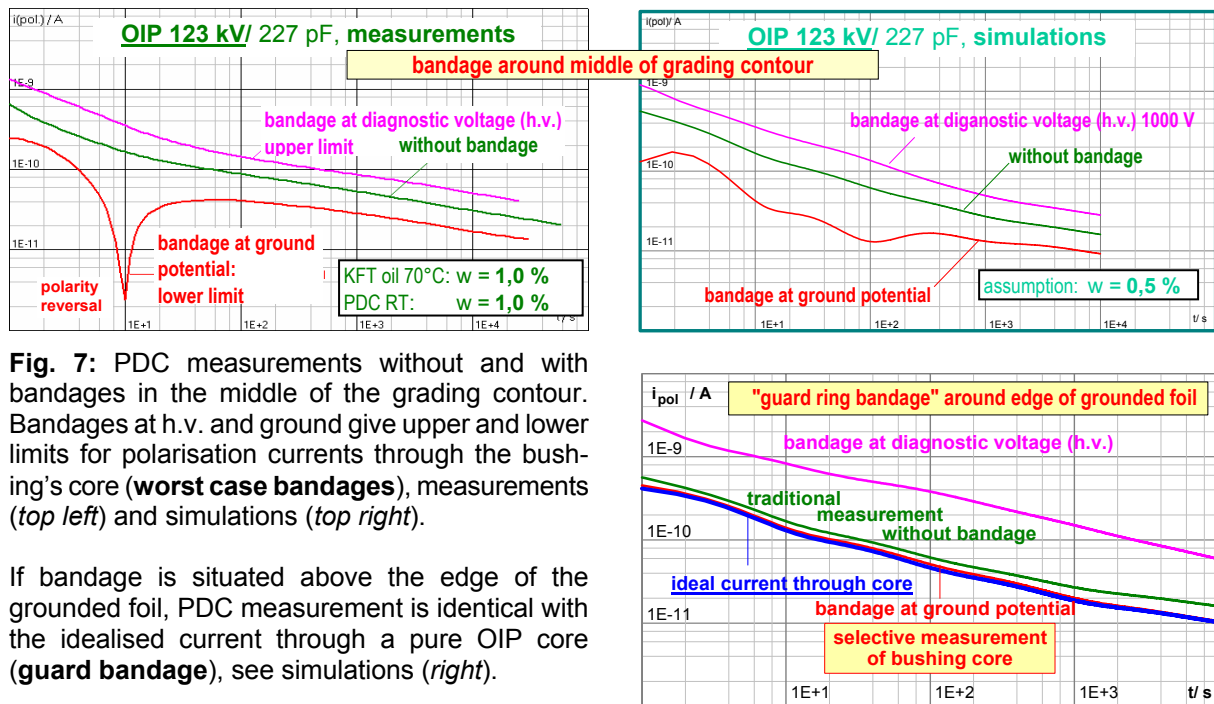 i(pol.) / A
OIP 123 kV/ 227 pF, measurements
bandage around middle of grading contour
1E-9
bandage at diagnostic voltage (h.v.)
upper limit
without bandage
1E-10
1E-11
bandage at ground
potential:
lower limit
polarity
reversal
KFT oil 70°C: w = 1,0 %
PDC RT: w = 1,0 %
1E+1 1E+2 1E+3 1E+4 t/ s
i(pol)/ A
OIP 123 kV/ 227 pF, simulations
1E-9
bandage at diganostic voltage (h.v.) 1000 V
without bandage
1E-10
1E-11
bandage at ground potential
assumption: w = 0,5 %
1E+1 1E+2 1E+3 1E+4 t/ s
Fig. 7: PDC measurements without and with
bandages in the middle of the grading contour.
Bandages at h.v. and ground give upper and lower
limits for polarisation currents through the bush-
ing's core (worst case bandages), measurements
(top left) and simulations (top right).
If bandage is situated above the edge of the
grounded foil, PDC measurement is identical with
the idealised current through a pure OIP core
(guard bandage), see simulations (right).
ipol / A
"guard ring bandage" around edge of grounded foil
bandage at diagnostic voltage (h.v.)
1E-9
traditional
measurement
without bandage
1E-10
ideal current through core
bandage at ground potential
1E-11
selective measurement
of bushing core
1E+1 1E+2 1E+3 t/ s